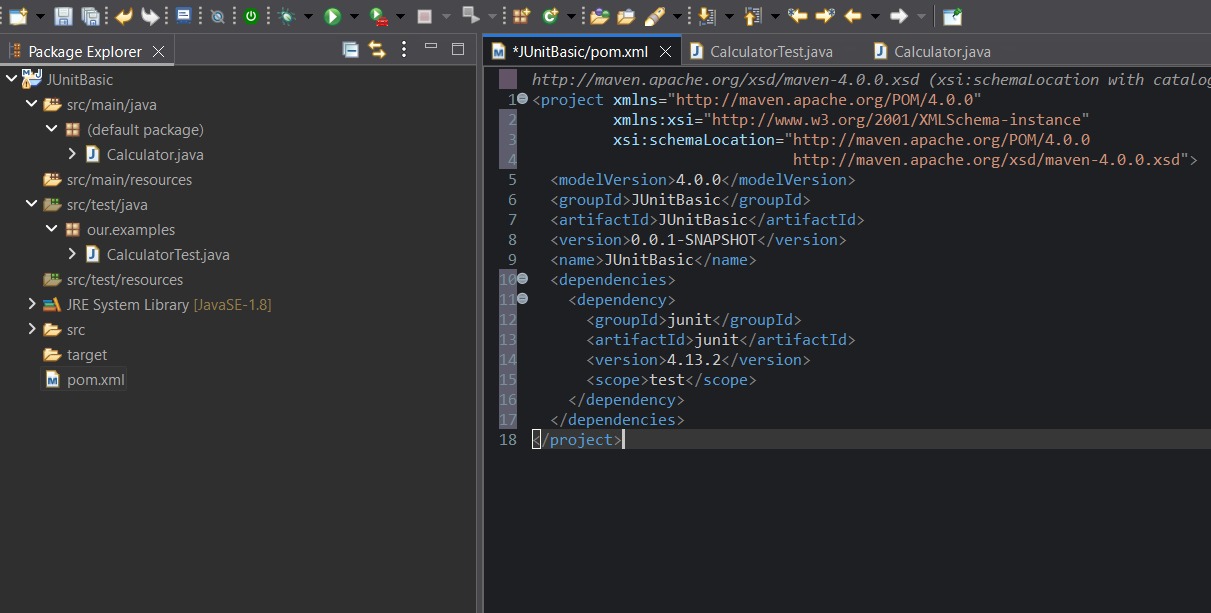 Package Explorer
JUnitBasic
src/main/java
(default package)
Calculator.java
src/main/resources
src/test/java
our.examples
CalculatorTest.java
src/test/resources
JRE System Library [JavaSE-1.8]
src
target
pom.xml
*JUnitBasic/pom.xml
CalculatorTest.java
Calculator.java
http://maven.apache.org/xsd/maven-4.0.0.xsd (xsi:schemaLocation with catalog
1 <project xmlns="http://maven.apache.org/POM/4.0.0"
2 xmlns:xsi="http://www.w3.org/2001/XMLSchema-instance"
3 xsi:schemaLocation="http://maven.apache.org/POM/4.0.0
4 http://maven.apache.org/xsd/maven-4.0.0.xsd">
5 <modelVersion>4.0.0</modelVersion>
6 <groupId>JUnitBasic</groupId>
7 <artifactId>JUnitBasic</artifactId>
8 <version>0.0.1-SNAPSHOT</version>
9 <name>JUnitBasic</name>
10 <dependencies>
11 <dependency>
12 <groupId>junit</groupId>
13 <artifactId>junit</artifactId>
14 <version>4.13.2</version>
15 <scope>test</scope>
16 </dependency>
17 </dependencies>
18 </project>